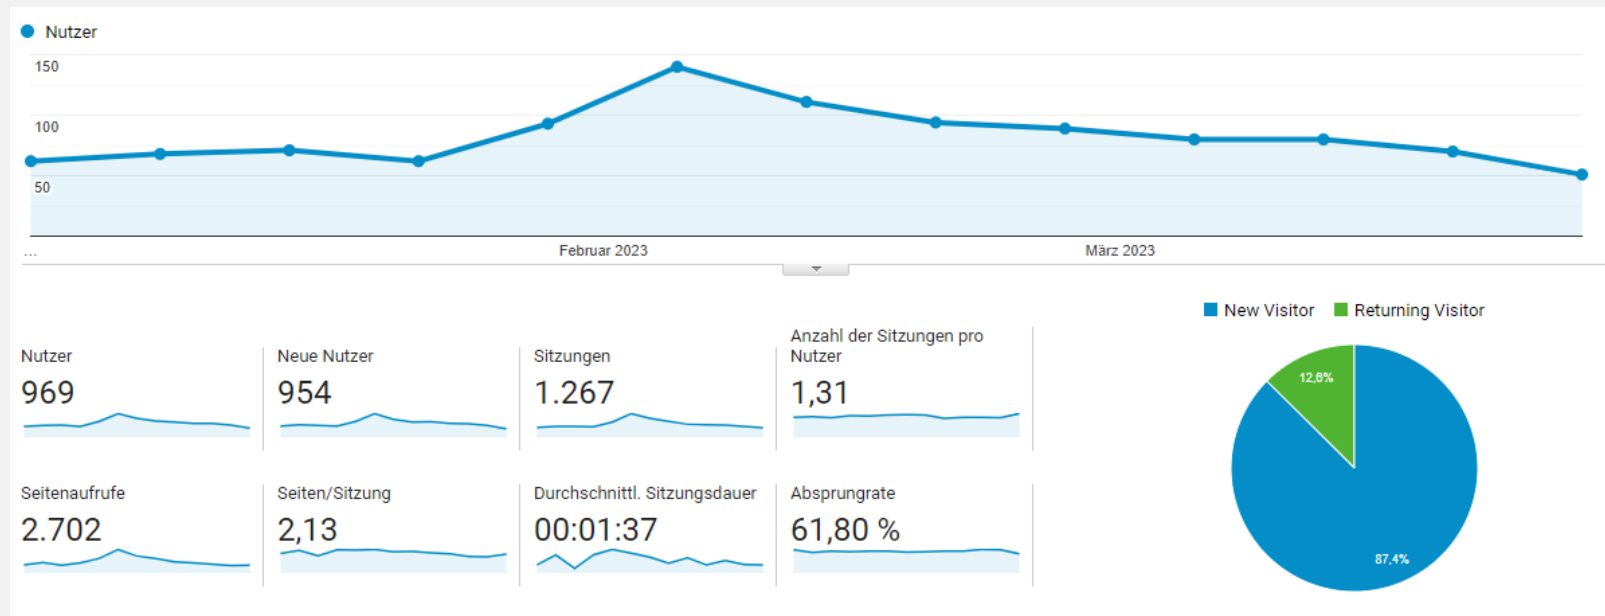 Nutzer
150
100
50
...
Februar 2023
März 2023
New Visitor
Returning Visitor
Nutzer
969
Neue Nutzer
954
Sitzungen
1.267
Anzahl der Sitzungen pro
Nutzer
1,31
Seitenaufrufe
2.702
Seiten/Sitzung
2,13
Durchschnittl. Sitzungsdauer
00:01:37
Absprungrate
61,80 %
12,6%
87,4%